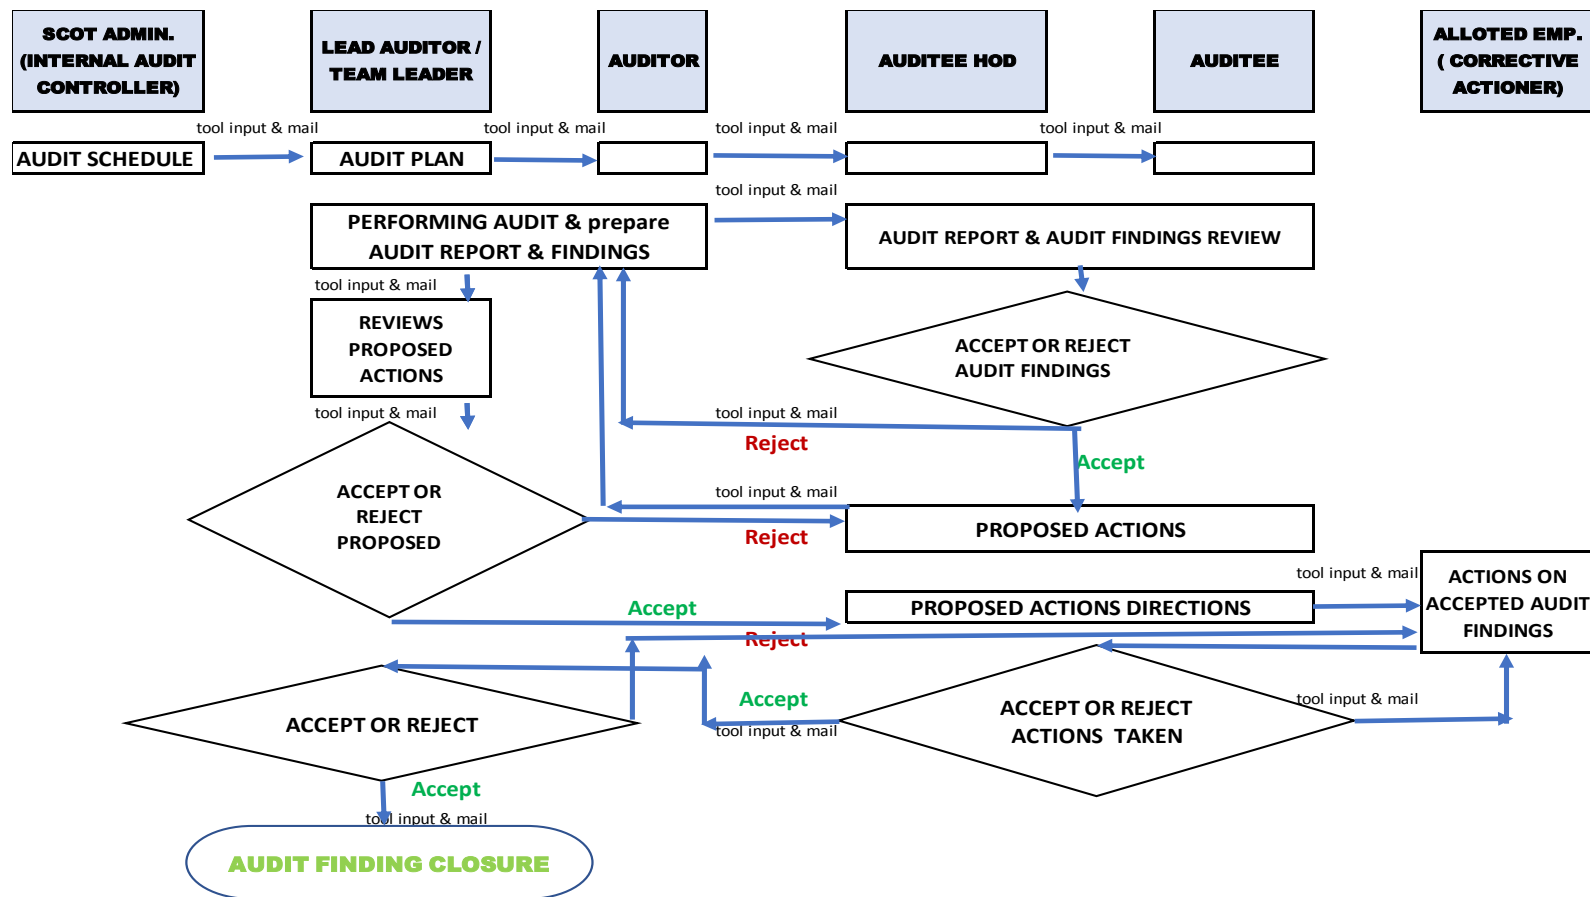 SCOT ADMIN.
(INTERNAL AUDIT
CONTROLLER)
LEAD AUDITOR /
TEAM LEADER
AUDITOR
AUDITEE HOD
AUDITEE
ALLOTED EMP.
( CORRECTIVE
ACTIONER)
tool input & mail
tool input & mail
tool input & mail
tool input & mail
AUDIT SCHEDULE
AUDIT PLAN
tool input & mail
PERFORMING AUDIT & prepare
AUDIT REPORT & FINDINGS
AUDIT REPORT & AUDIT FINDINGS REVIEW
tool input & mail
REVIEWS
PROPOSED
ACTIONS
ACCEPT OR REJECT
AUDIT FINDINGS
tool input & mail
tool input & mail
Reject
Accept
ACCEPT OR
REJECT
PROPOSED
tool input & mail
PROPOSED ACTIONS
Reject
tool input & mail
ACTIONS ON
ACCEPTED AUDIT
FINDINGS
Accept
PROPOSED ACTIONS DIRECTIONS
Reject
ACCEPT OR REJECT
Accept
tool input & mail
ACCEPT OR REJECT
ACTIONS TAKEN
tool input & mail
Accept
tool input & mail
AUDIT FINDING CLOSURE